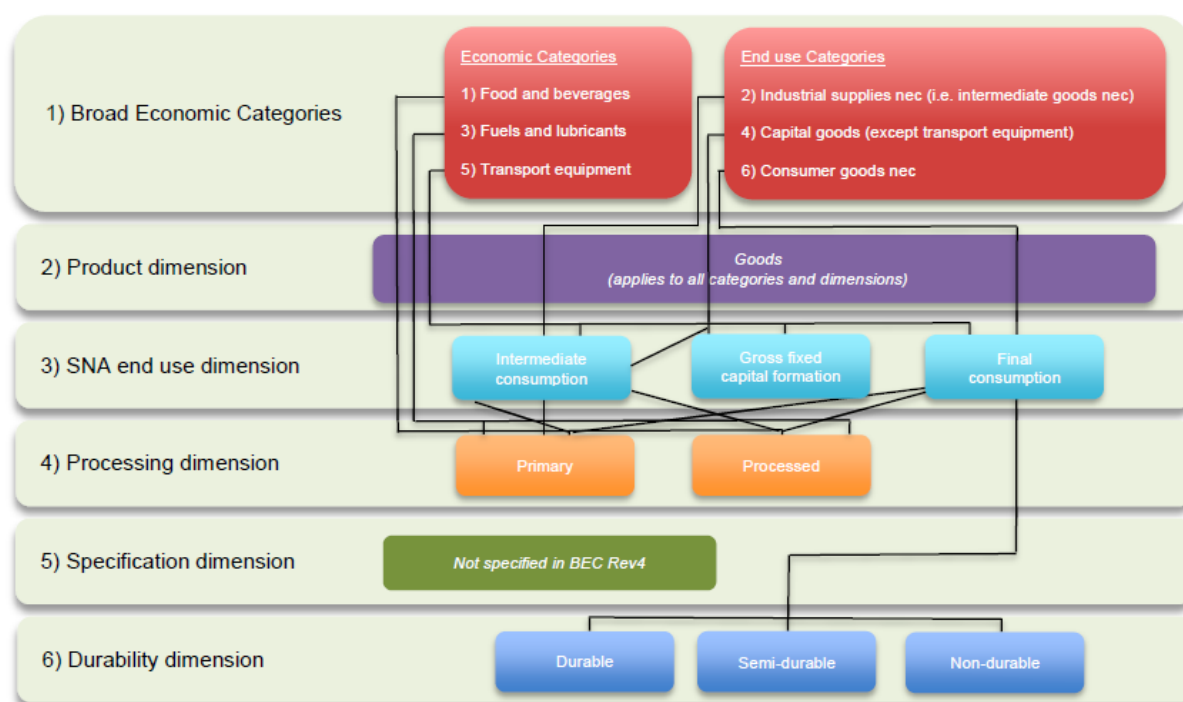 1) Broad Economic Categories
Economic Categories
1) Food and beverages
3) Fuels and lubricants
5) Transport equipment
End use Categories
2) Industrial supplies nec (i.e. intermediate goods nec)
4) Capital goods (except transport equipment)
6) Consumer goods nec
2) Product dimension
Goods
(applies to all categories and dimensions)
3) SNA end use dimension
Intermediate
consumption
Gross fixed
capital formation
Final
consumption
4) Processing dimension
Primary
Processed
5) Specification dimension
Not specified in BEC Rev4
6) Durability dimension
Durable
Semi-durable
Non-durable